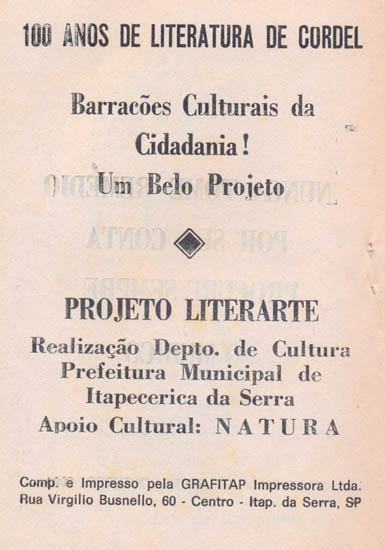 100 ANOS DE LITERATURA DE CORDEL
Barracões Culturais da
Cidadania!
Um Belo Projeto
PROJETO LITERARTE
Realização Depto. de Cultura
Prefeitura Municipal de
Itapecerica da Serra
Apoio Cultural: NATURA
Comp. e Impresso pela GRAFITAP Impressora Ltda.
Rua Virgilio Busnello, 60 - Centro - Itap. da Serra, SP